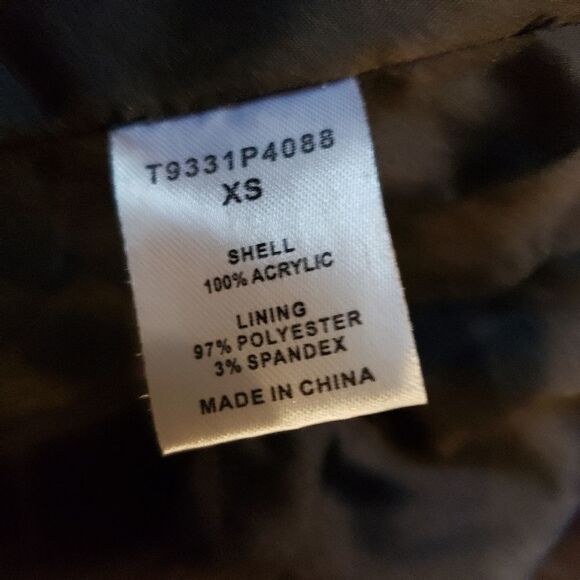 T9331P4088
XS
SHELL
100% ACRYLIC
LINING
97% POLYESTER
3% SPANDEX
MADE IN CHINA